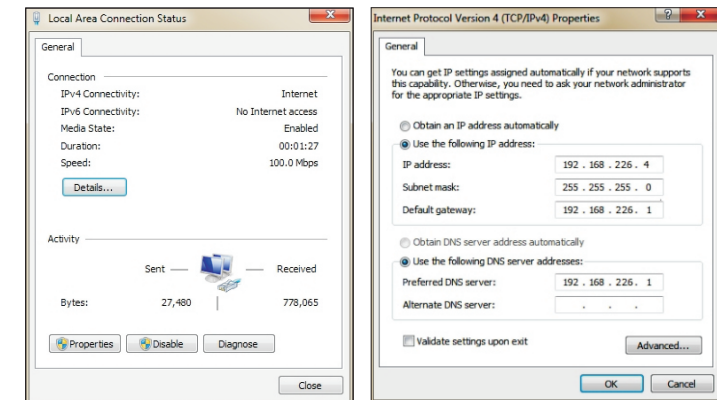 Local Area Connection Status
General
Connection
IPv4 Connectivity: Internet
IPv6 Connectivity: No Internet access
Media State: Enabled
Duration: 00:01:27
Speed: 100.0 Mbps
Details...
Activity
Sent — Received
Bytes: 27,480 | 778,065
Properties Disable Diagnose
Close
Internet Protocol Version 4 (TCP/IPv4) Properties
General
You can get IP settings assigned automatically if your network supports
this capability. Otherwise, you need to ask your network administrator
for the appropriate IP settings.
Obtain an IP address automatically
Use the following IP address:
IP address: 192 . 168 . 226 . 4
Subnet mask: 255 . 255 . 255 . 0
Default gateway: 192 . 168 . 226 . 1
Obtain DNS server address automatically
Use the following DNS server addresses:
Preferred DNS server: 192 . 168 . 226 . 1
Alternate DNS server: . . .
Validate settings upon exit
Advanced...
OK Cancel